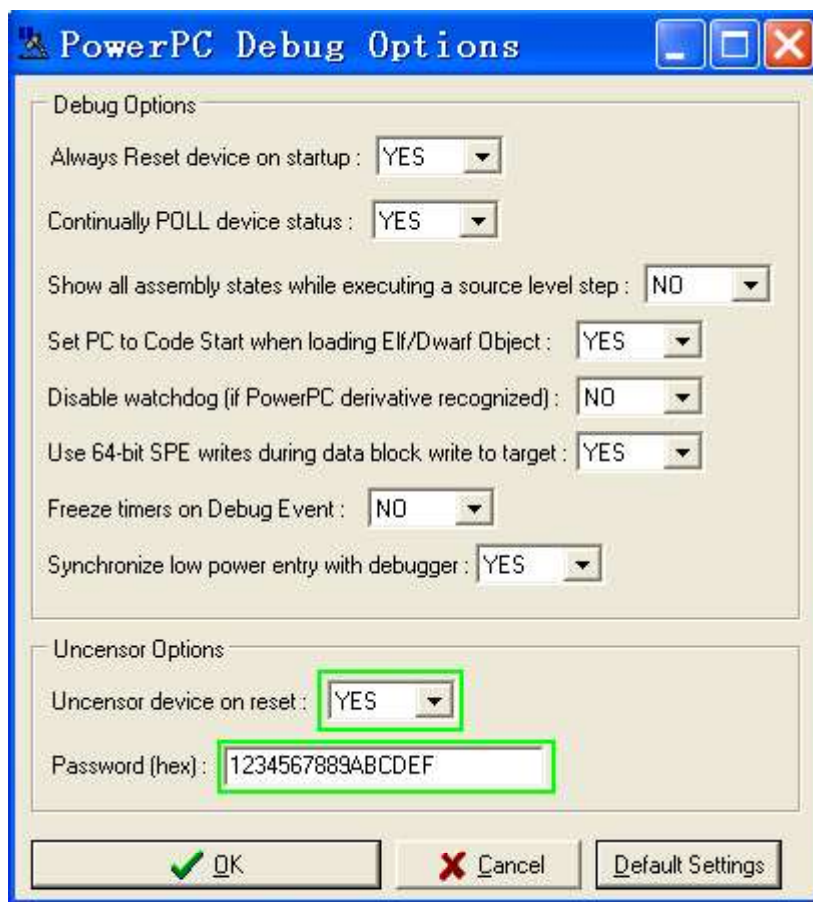 PowerPC Debug Options
Debug Options
Always Reset device on startup : YES
Continually POLL device status : YES
Show all assembly states while executing a source level step : NO
Set PC to Code Start when loading Elf/Dwarf Object : YES
Disable watchdog (if PowerPC derivative recognized) : NO
Use 64-bit SPE writes during data block write to target : YES
Freeze timers on Debug Event : NO
Synchronize low power entry with debugger : YES
Uncensor Options
Uncensor device on reset : YES
Password (hex) : 1234567889ABCDEF
OK Cancel Default Settings